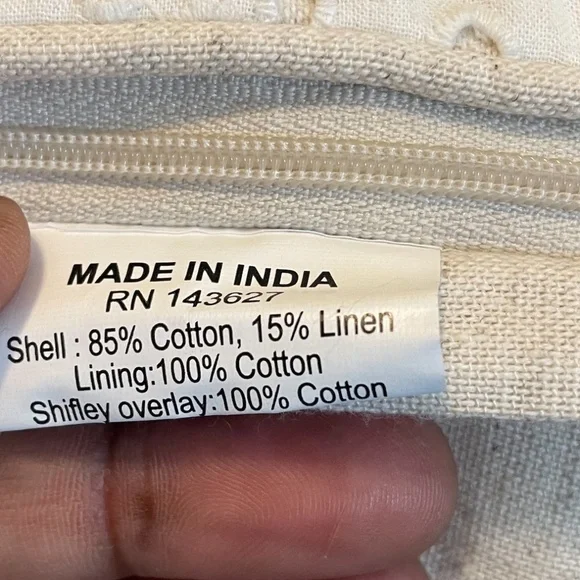 MADE IN INDIA
RN 143627
Shell : 85% Cotton, 15% Linen
Lining:100% Cotton
Shifley overlay:100% Cotton